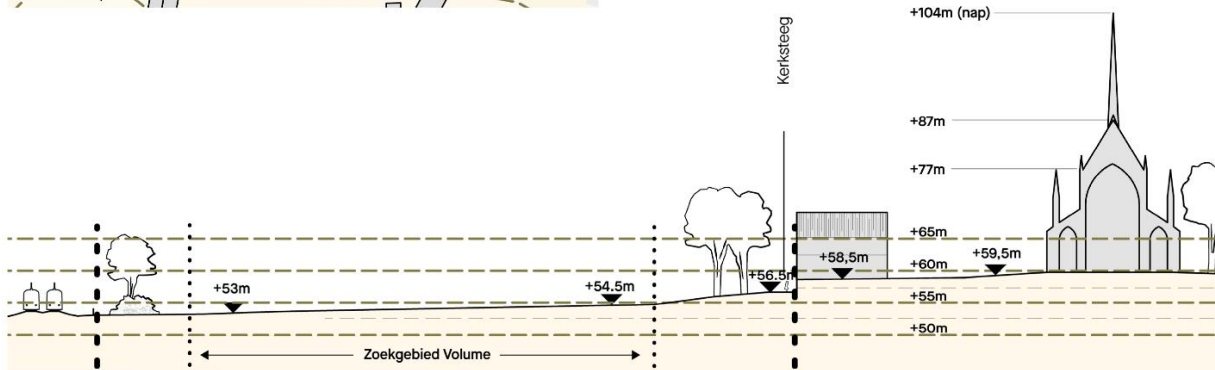 +104m (nap)
Kerksteeg
+87m
+77m
+65m
+60m
+59,5m
+58,5m
+56.5m
+55m
+54.5m
+53m
+50m
Zoekgebied Volume